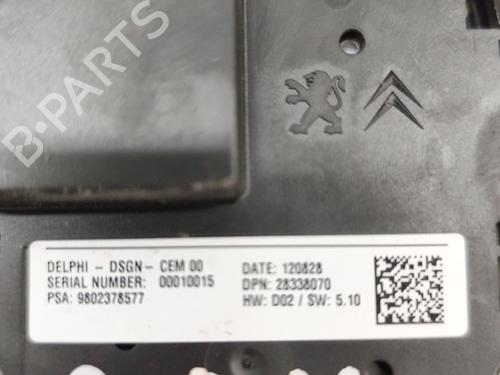 B-PARTS
DELPHI - DSGN - CEM 00
SERIAL NUMBER: 00010015
PSA: 9802378577
DATE: 120828
DPN: 28338070
HW: D02 / SW: 5.10